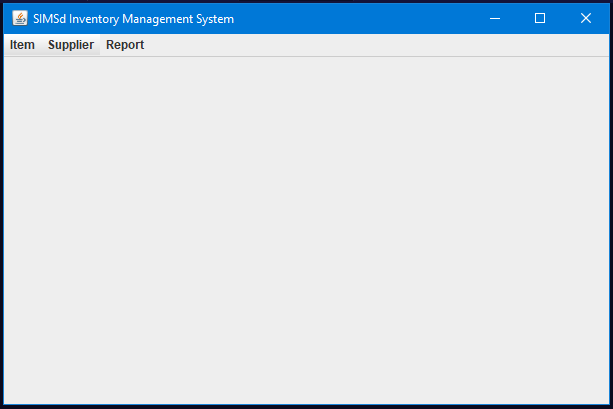 SIMSd Inventory Management System
Item Supplier Report